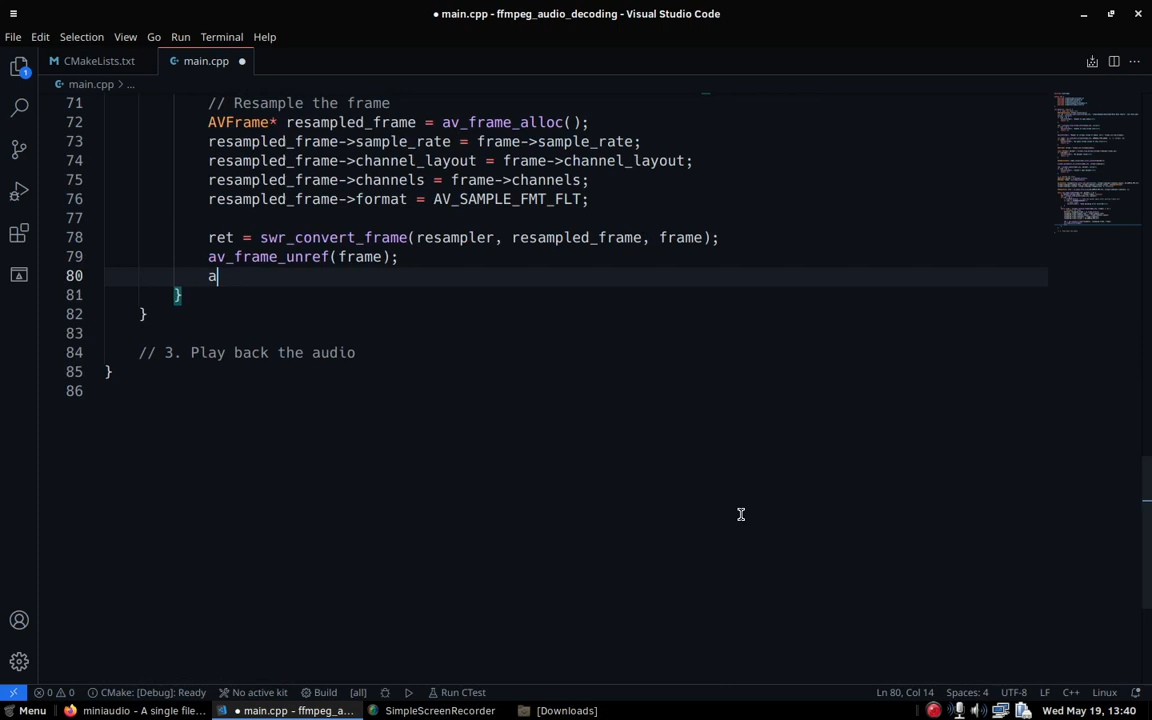 ● main.cpp - ffmpeg_audio_decoding - Visual Studio Code
File Edit Selection View Go Run Terminal Help
CMakeLists.txt main.cpp ●
main.cpp > ...
71 // Resample the frame
72 AVFrame* resampled_frame = av_frame_alloc();
73 resampled_frame->sample_rate = frame->sample_rate;
74 resampled_frame->channel_layout = frame->channel_layout;
75 resampled_frame->channels = frame->channels;
76 resampled_frame->format = AV_SAMPLE_FMT_FLT;
77
78 ret = swr_convert_frame(resampler, resampled_frame, frame);
79 av_frame_unref(frame);
80 a
81 }
82 }
83
84 // 3. Play back the audio
85 }
86
1
0 0 CMake: [Debug]: Ready No active kit Build [all] Run CTest Ln 80, Col 14 Spaces: 4 UTF-8 LF C++ Linux
Menu miniaudio - A single file... ● main.cpp - ffmpeg_a... SimpleScreenRecorder [Downloads] Wed May 19, 13:40